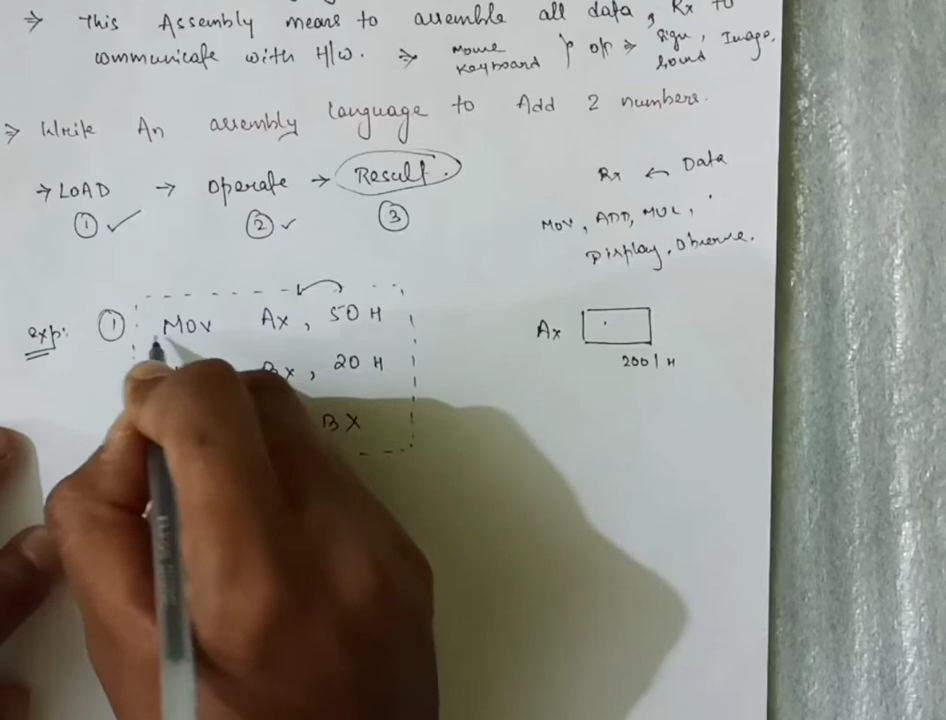 ⇒ This Assembly means to assemble all data, Rx to
communicate with H/w. ⇒ Mouse Keyboard } o/p ⇒ Sign, Sound Image.
⇒ Write An assembly language to Add 2 numbers.
→ LOAD → operate → Result.
① ✓ ② ✓ ③
Rx ← Data
Mov, ADD, MUL,
Display, Observe.
exp: ① Mov Ax, 50 H
Bx, 20 H
BX
Ax
2001 H